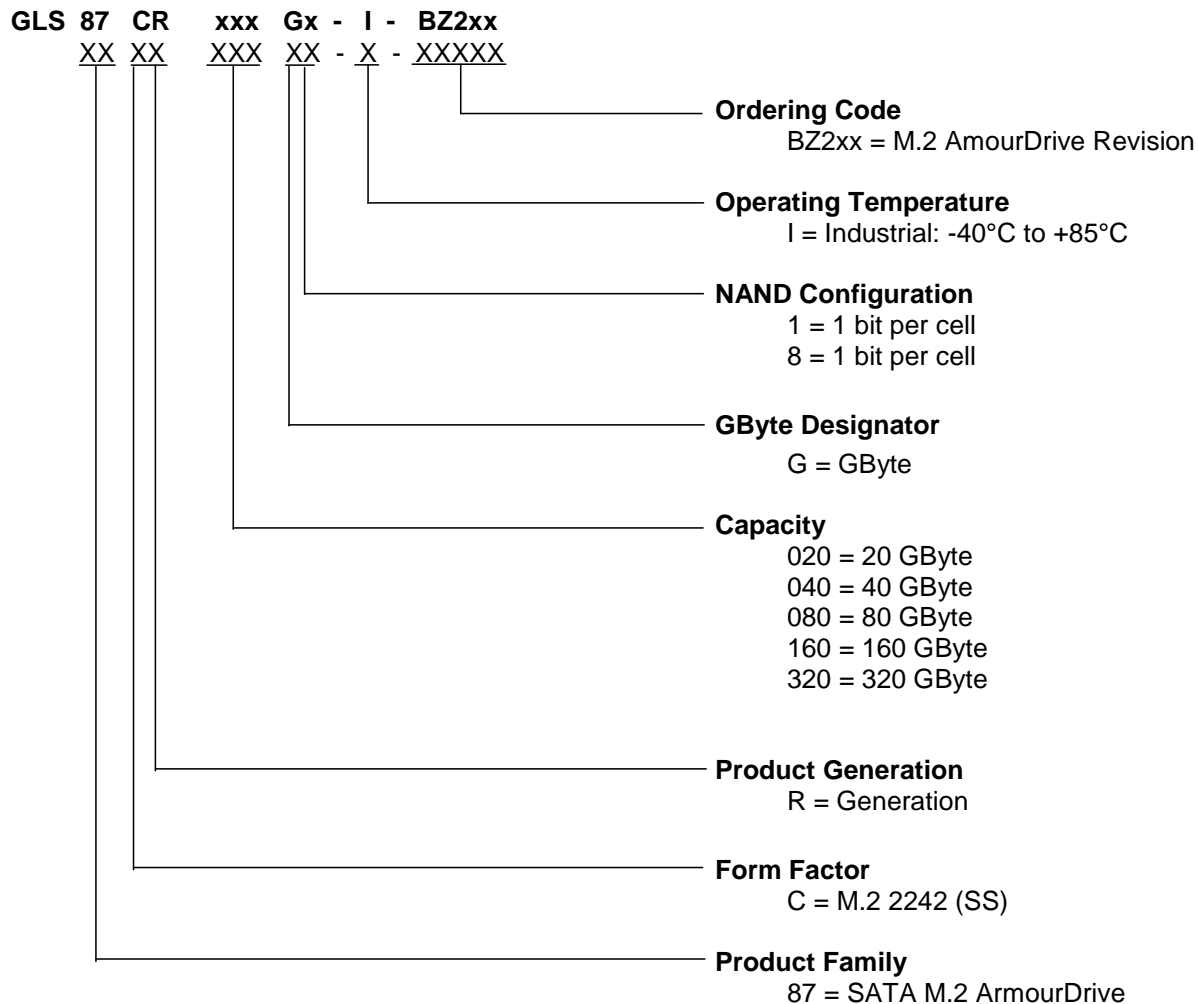 GLS 87 CR xxx Gx - I - BZ2xx
XX XX XXX XX - X - XXXXX
Ordering Code
BZ2xx = M.2 AmourDrive Revision
Operating Temperature
I = Industrial: -40°C to +85°C
NAND Configuration
1 = 1 bit per cell
8 = 1 bit per cell
GByte Designator
G = GByte
Capacity
020 = 20 GByte
040 = 40 GByte
080 = 80 GByte
160 = 160 GByte
320 = 320 GByte
Product Generation
R = Generation
Form Factor
C = M.2 2242 (SS)
Product Family
87 = SATA M.2 ArmourDrive